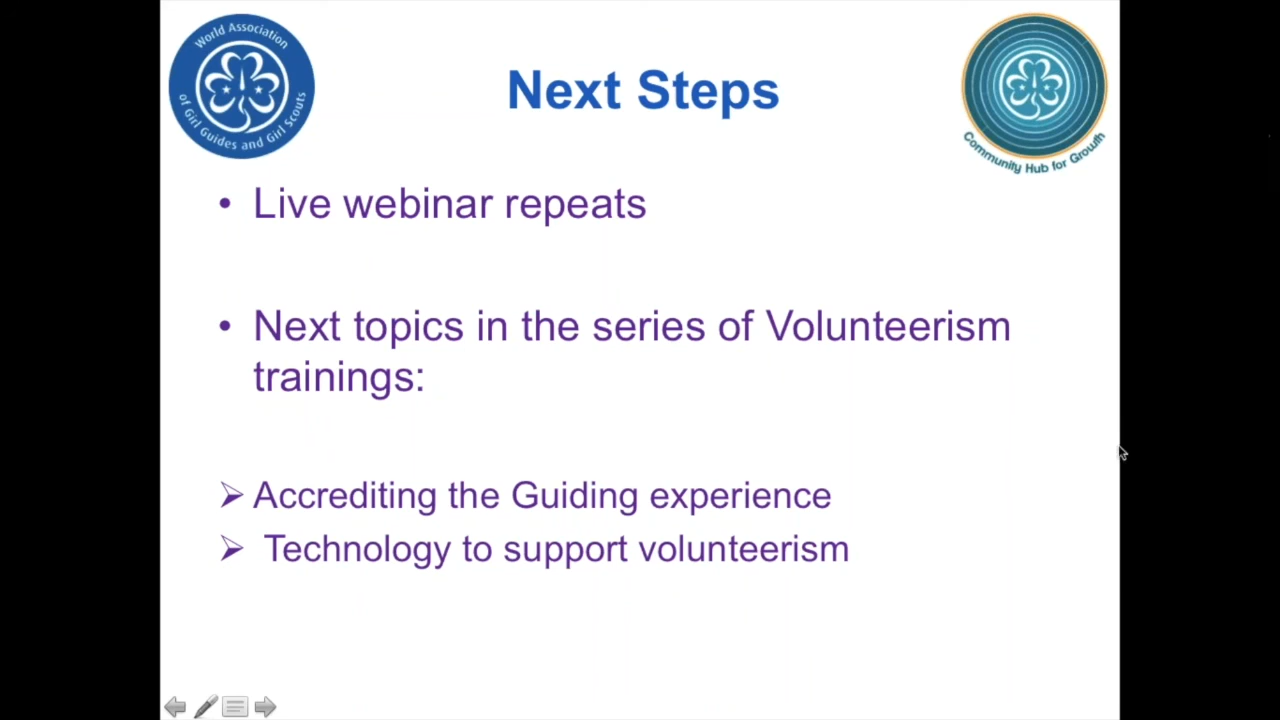 World Association
of Girl Guides and Girl Scouts
Community Hub for Growth
Next Steps
• Live webinar repeats
• Next topics in the series of Volunteerism
trainings:
➢ Accrediting the Guiding experience
➢ Technology to support volunteerism